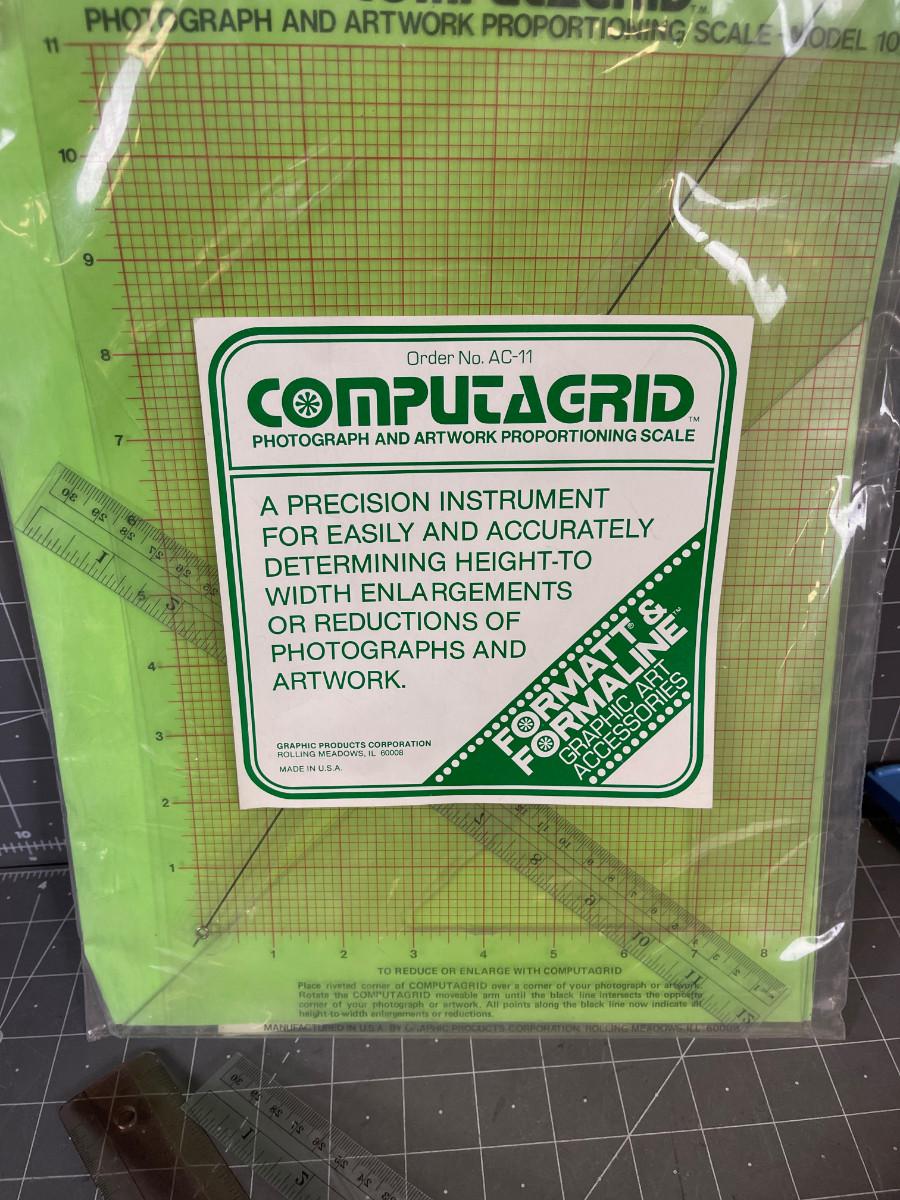 COMPUTAGRID™
PHOTOGRAPH AND ARTWORK PROPORTIONING SCALE - MODEL 10
11
10
9
8
7
4
3
2
1
1 2 3 4 5 6 7 8
Order No. AC-11
COMPUTAGRID™
PHOTOGRAPH AND ARTWORK PROPORTIONING SCALE
A PRECISION INSTRUMENT
FOR EASILY AND ACCURATELY
DETERMINING HEIGHT-TO
WIDTH ENLARGEMENTS
OR REDUCTIONS OF
PHOTOGRAPHS AND
ARTWORK.
FORMATT® &
FORMALINE™
GRAPHIC ART
ACCESSORIES
GRAPHIC PRODUCTS CORPORATION
ROLLING MEADOWS, IL 60008
MADE IN U.S.A.
TO REDUCE OR ENLARGE WITH COMPUTAGRID
Place riveted corner of COMPUTAGRID over a corner of your photograph or artwork.
Rotate the COMPUTAGRID moveable arm until the black line intersects the opposite
corner of your photograph or artwork. All points along the black line now indicate all
height-to-width enlargements or reductions.
MANUFACTURED IN U.S.A. BY GRAPHIC PRODUCTS CORPORATION, ROLLING MEADOWS, ILL. 60008